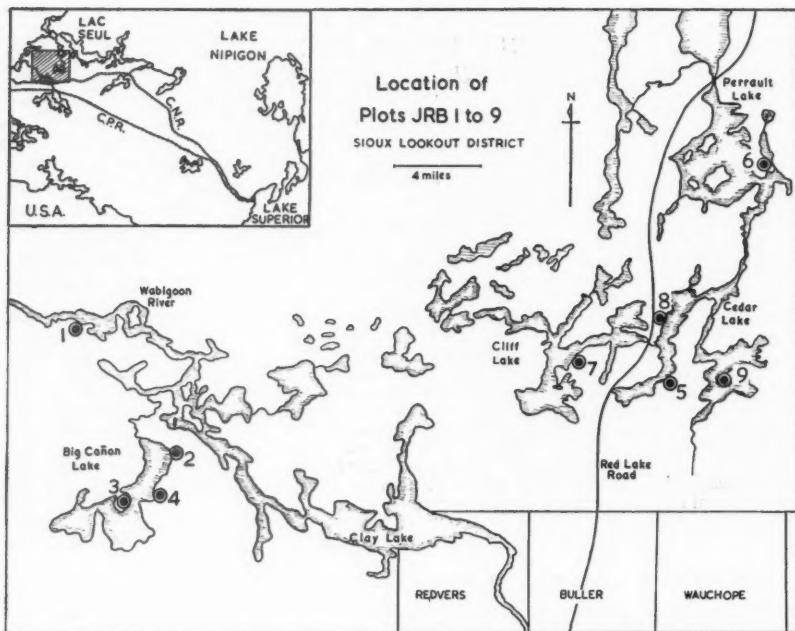 LAC
SEUL
LAKE
NIPIGON
C.N.R.
C.P.R.
U.S.A.
LAKE
SUPERIOR
Location of
Plots JRB 1 to 9
SIOUX LOOKOUT DISTRICT
4 miles
N
Perrault
Lake
6
Wabigoon
River
1
8
Cedar
Lake
Cliff
Lake
7
5
9
Big Cañon
Lake
2
3
4
Red Lake
Road
Clay Lake
REDVERS
BULLER
WAUCHOPE